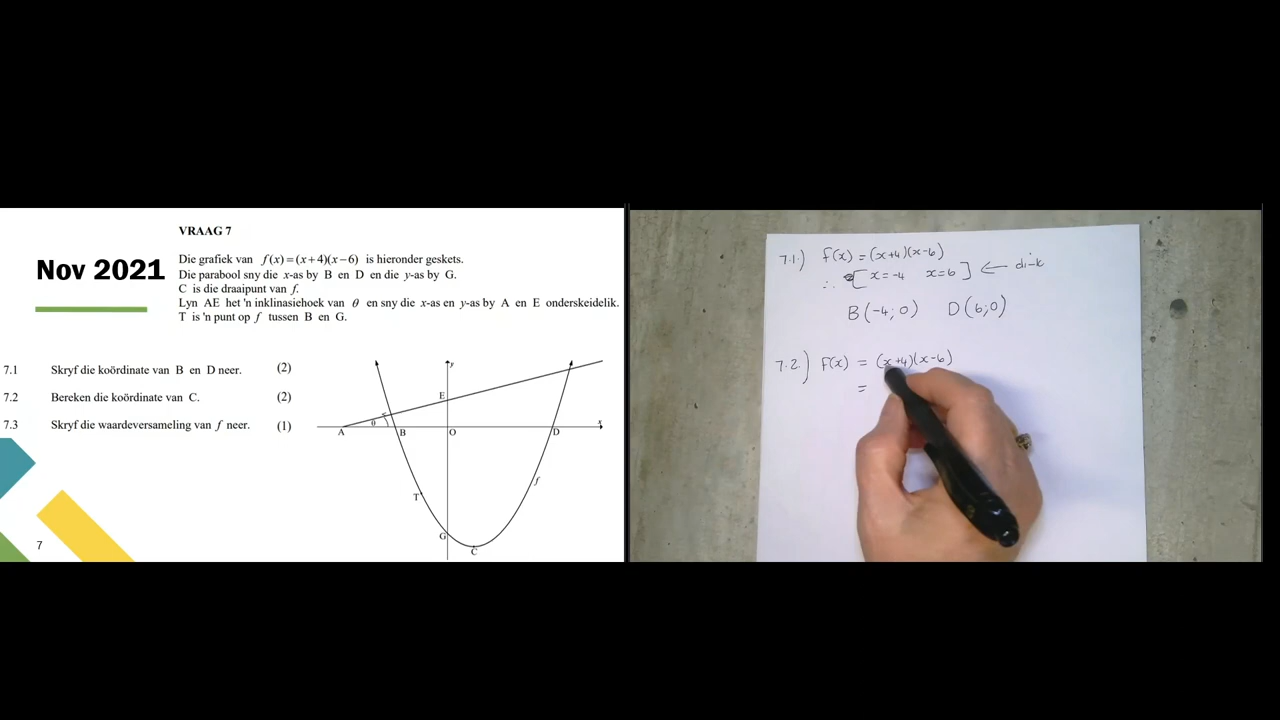 Nov 2021
VRAAG 7
Die grafiek van f(x) = (x + 4)(x − 6) is hieronder geskets.
Die parabool sny die x-as by B en D en die y-as by G.
C is die draaipunt van f.
Lyn AE het 'n inklinasiehoek van θ en sny die x-as en y-as by A en E onderskeidelik.
T is 'n punt op f tussen B en G.
7.1 Skryf die koördinate van B en D neer. (2)
7.2 Bereken die koördinate van C. (2)
7.3 Skryf die waardeversameling van f neer. (1)
y
E
x
A
θ
B
O
D
f
T
G
C
7
7.1.) f(x) = (x+4)(x-6)
∴ [x=-4 x=6] ←
B(-4;0) D(6;0)
7.2.) f(x) = (x+4)(x-6)
=